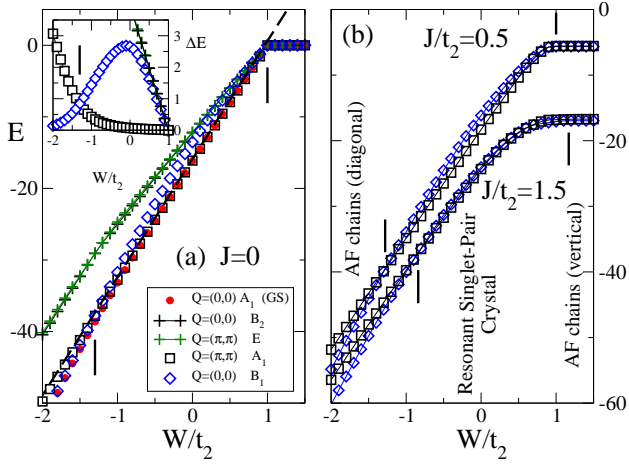 (a) J=0
E
W/t₂
0
-20
-40
-2
-1
0
1
ΔE
3
2
1
0
-2
-1
0
W/t₂
Q=(0,0) A₁ (GS)
Q=(0,0) B₂
Q=(π,π) E
Q=(π,π) A₁
Q=(0,0) B₁
(b)
J/t₂=0.5
J/t₂=1.5
AF chains (diagonal)
Resonant Singlet-Pair
Crystal
AF chains (vertical)
0
-20
-40
-60
-2
-1
0
1
W/t₂